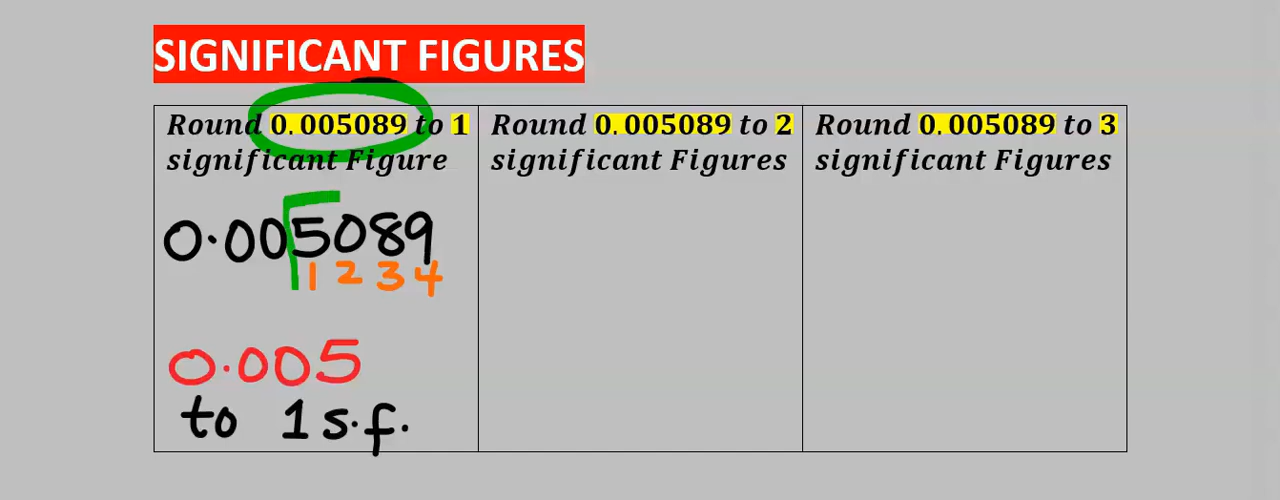 SIGNIFICANT FIGURES
Round 0.005089 to 1
significant Figure
0.005089
1 2 3 4
0.005
to 1 s.f.
Round 0.005089 to 2
significant Figures
Round 0.005089 to 3
significant Figures